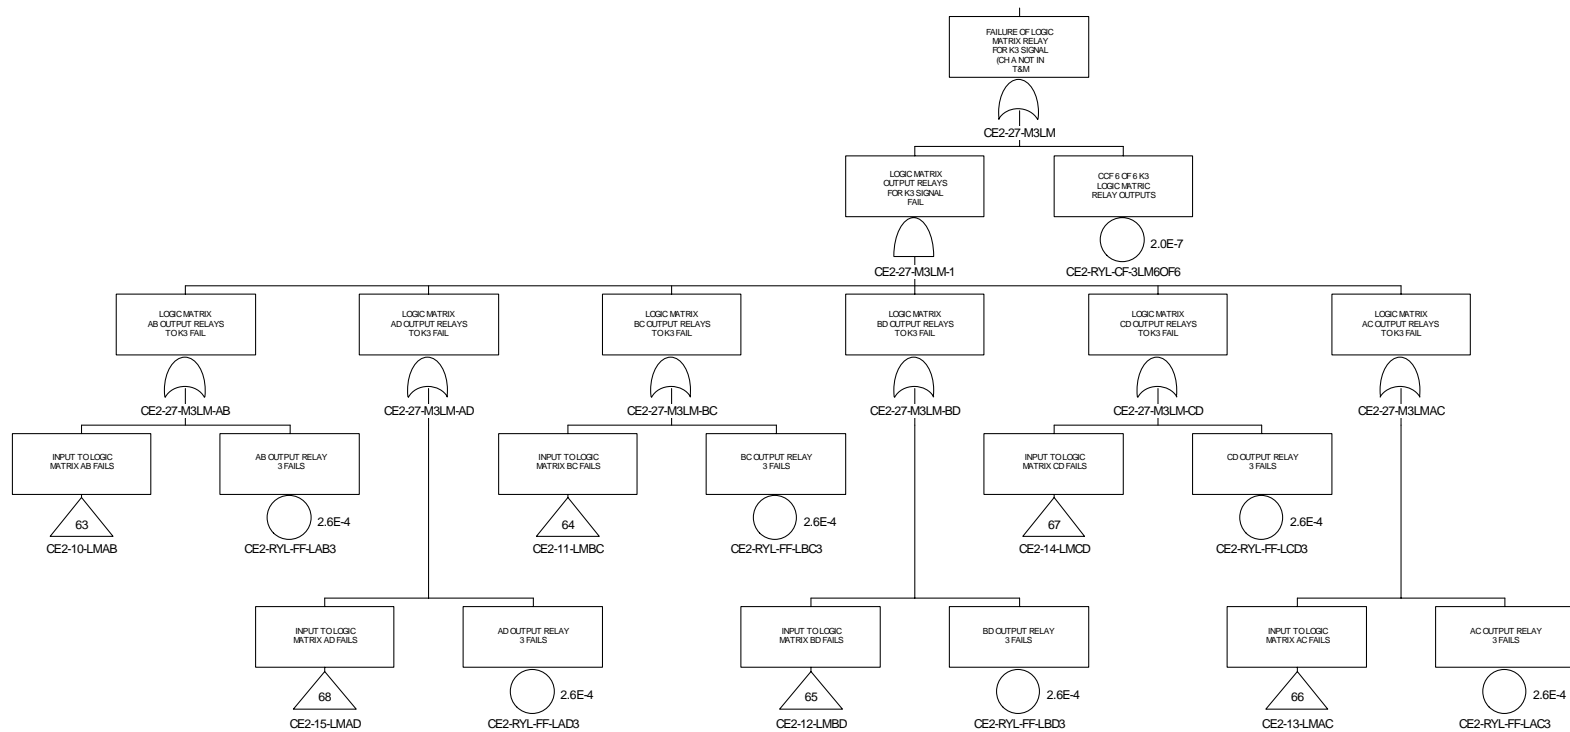 FAILURE OF LOGIC
MATRIX RELAY
FOR K3 SIGNAL
(CH A NOT IN
T&M
CE2-27-M3LM
LOGIC MATRIX
OUTPUT RELAYS
FOR K3 SIGNAL
FAIL
CE2-27-M3LM-1
CCF 6 OF 6 K3
LOGIC MATRIC
RELAY OUTPUTS
2.0E-7
CE2-RYL-CF-3LM6OF6
LOGIC MATRIX
AB OUTPUT RELAYS
TO K3 FAIL
CE2-27-M3LM-AB
LOGIC MATRIX
AD OUTPUT RELAYS
TO K3 FAIL
CE2-27-M3LM-AD
LOGIC MATRIX
BC OUTPUT RELAYS
TO K3 FAIL
CE2-27-M3LM-BC
LOGIC MATRIX
BD OUTPUT RELAYS
TO K3 FAIL
CE2-27-M3LM-BD
LOGIC MATRIX
CD OUTPUT RELAYS
TO K3 FAIL
CE2-27-M3LM-CD
LOGIC MATRIX
AC OUTPUT RELAYS
TO K3 FAIL
CE2-27-M3LMAC
INPUT TO LOGIC
MATRIX AB FAILS
63
CE2-10-LMAB
AB OUTPUT RELAY
3 FAILS
2.6E-4
CE2-RYL-FF-LAB3
INPUT TO LOGIC
MATRIX BC FAILS
64
CE2-11-LMBC
BC OUTPUT RELAY
3 FAILS
2.6E-4
CE2-RYL-FF-LBC3
INPUT TO LOGIC
MATRIX CD FAILS
67
CE2-14-LMCD
CD OUTPUT RELAY
3 FAILS
2.6E-4
CE2-RYL-FF-LCD3
INPUT TO LOGIC
MATRIX AD FAILS
68
CE2-15-LMAD
AD OUTPUT RELAY
3 FAILS
2.6E-4
CE2-RYL-FF-LAD3
INPUT TO LOGIC
MATRIX BD FAILS
65
CE2-12-LMBD
BD OUTPUT RELAY
3 FAILS
2.6E-4
CE2-RYL-FF-LBD3
INPUT TO LOGIC
MATRIX AC FAILS
66
CE2-13-LMAC
AC OUTPUT RELAY
3 FAILS
2.6E-4
CE2-RYL-FF-LAC3